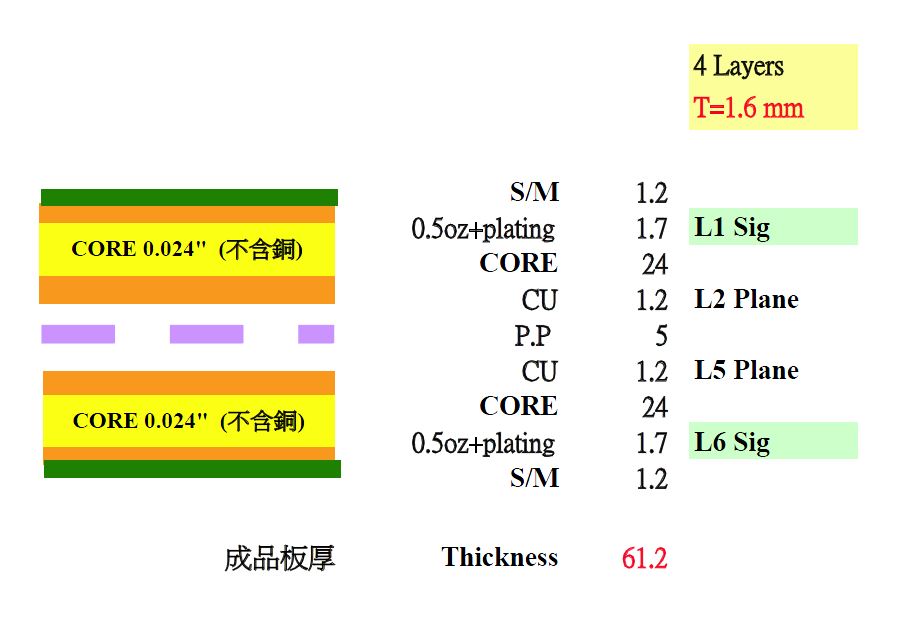 4 Layers
T=1.6 mm
S/M 1.2
0.5oz+plating 1.7 L1 Sig
CORE 0.024" (不含銅)
CORE 24
CU 1.2 L2 Plane
P.P 5
CU 1.2 L5 Plane
CORE 0.024" (不含銅)
CORE 24
0.5oz+plating 1.7 L6 Sig
S/M 1.2
成品板厚 Thickness 61.2